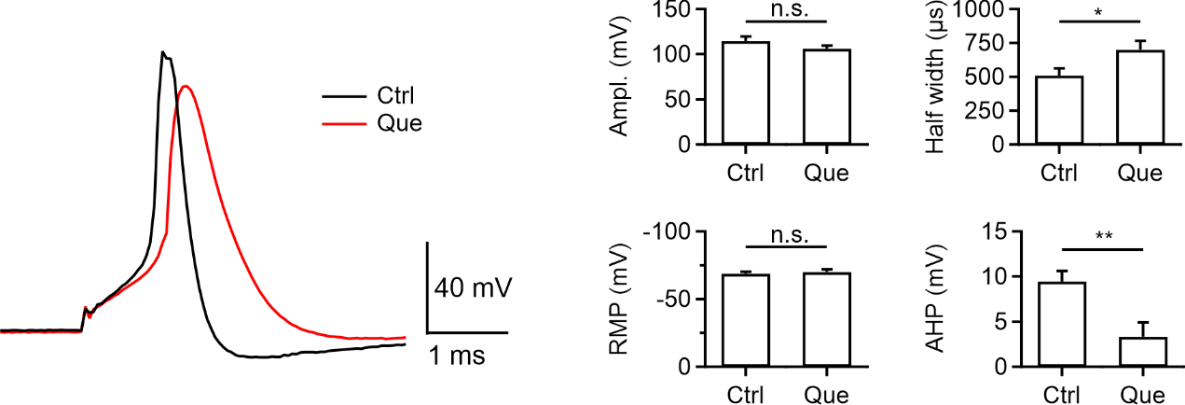 Ctrl
Que
40 mV
1 ms
Ampl. (mV)
150
100
50
0
n.s.
Ctrl
Que
Half width (µs)
1000
750
500
250
0
*
Ctrl
Que
RMP (mV)
-100
-50
0
n.s.
Ctrl
Que
AHP (mV)
15
10
5
0
**
Ctrl
Que